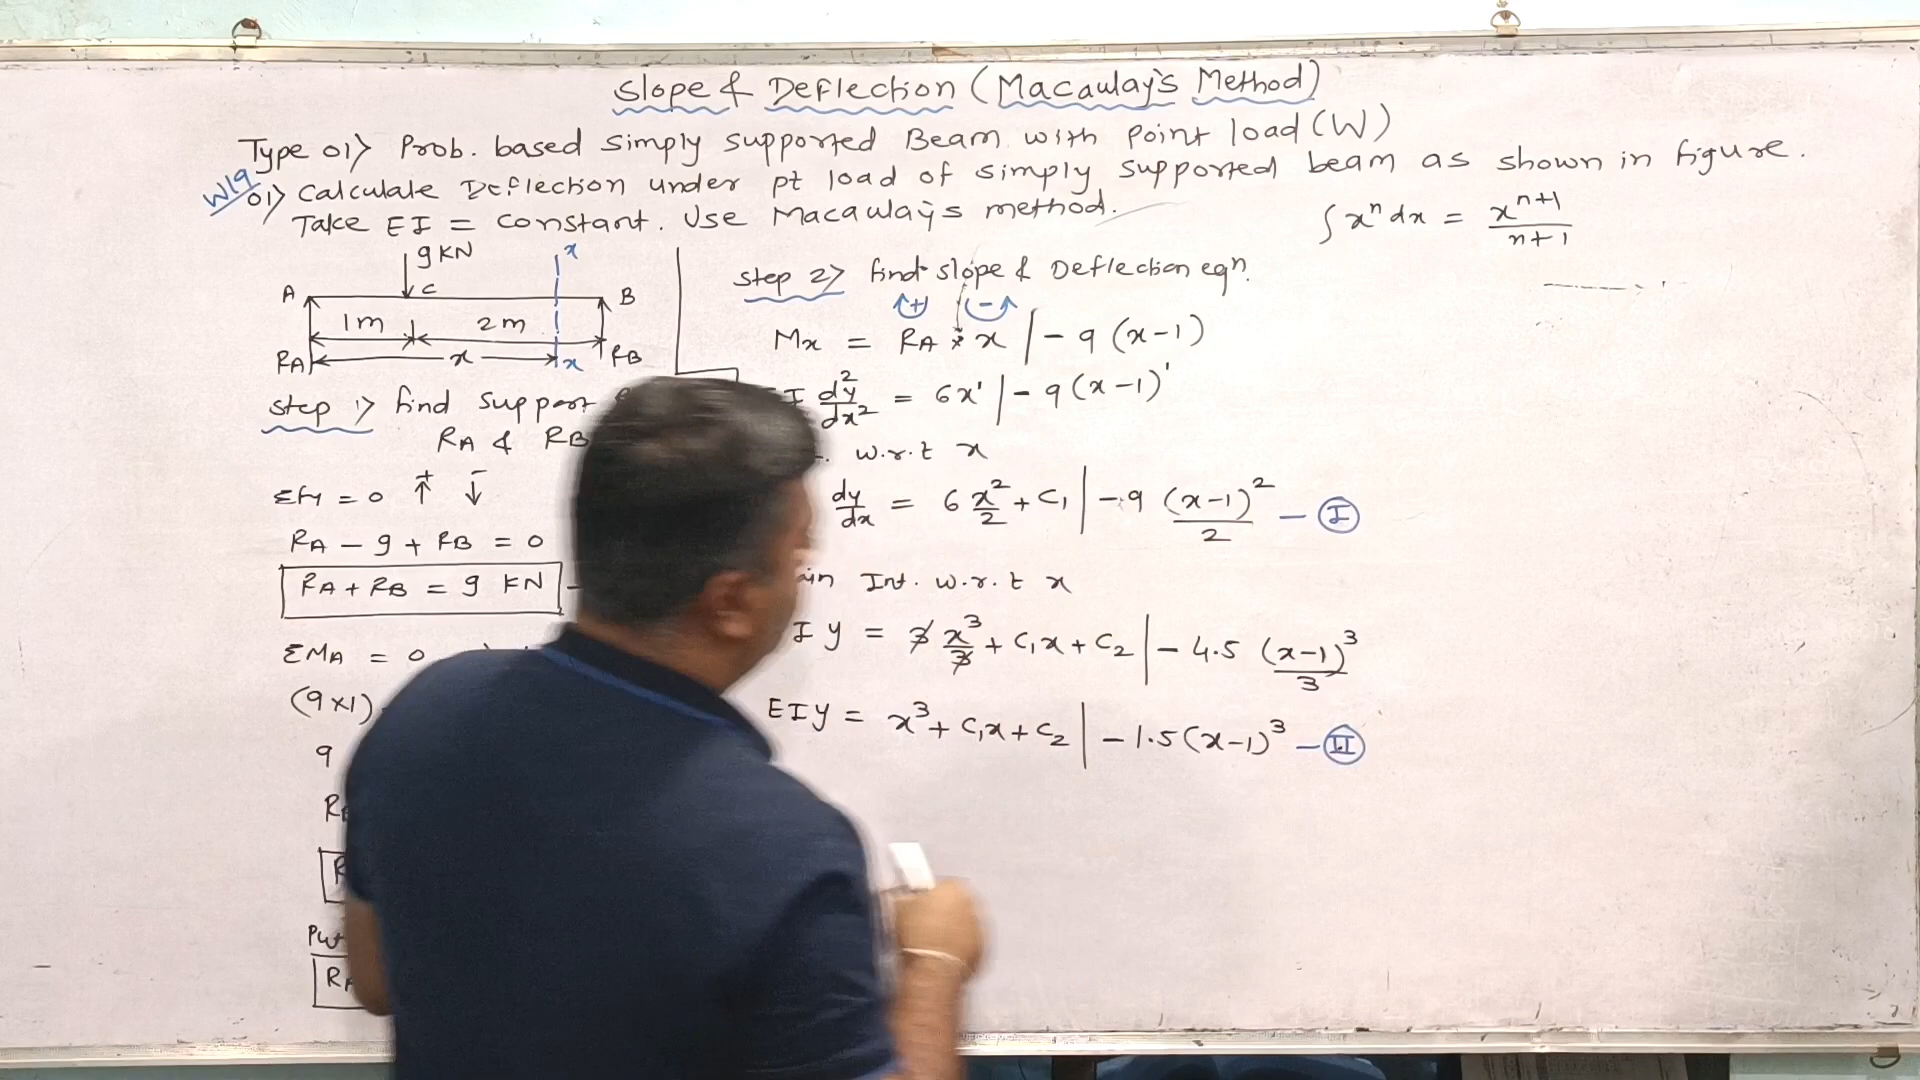 Slope & Deflection (Macaulay's Method)
Type 01) Prob. based simply supported Beam with point load (W)
W19
01) Calculate Deflection under pt load of simply supported beam as shown in figure.
Take EI = constant. Use Macaulay's method.
∫ xⁿ dx = xⁿ⁺¹ / n+1
9 KN
x
A C B
1m 2m
RA x x RB
Step 1) find support
RA & RB
ΣFy = 0 ↑+ ↓-
RA - 9 + RB = 0
RA + RB = 9 KN
ΣMA = 0
(9×1)
9
Put
Step 2) find slope & Deflection eqn.
(+) (-)
Mx = RA × x | - 9 (x-1)
d²y/dx² = 6x¹ | - 9 (x-1)¹
w.r.t x
dy/dx = 6 x²/2 + C₁ | - 9 (x-1)²/2 - I
Int. w.r.t x
I y = 3 x³/3 + C₁x + C₂ | - 4.5 (x-1)³/3
EIy = x³ + C₁x + C₂ | - 1.5 (x-1)³ - II